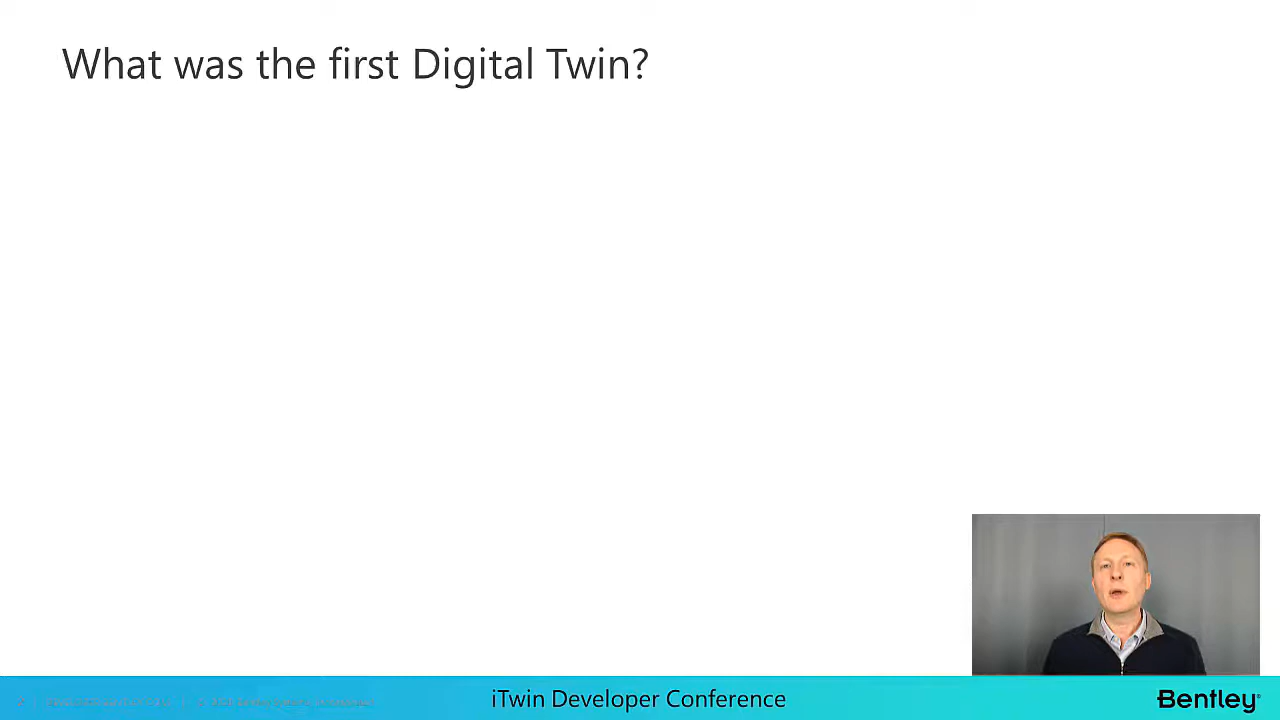 What was the first Digital Twin?
iTwin Developer Conference
Bentley